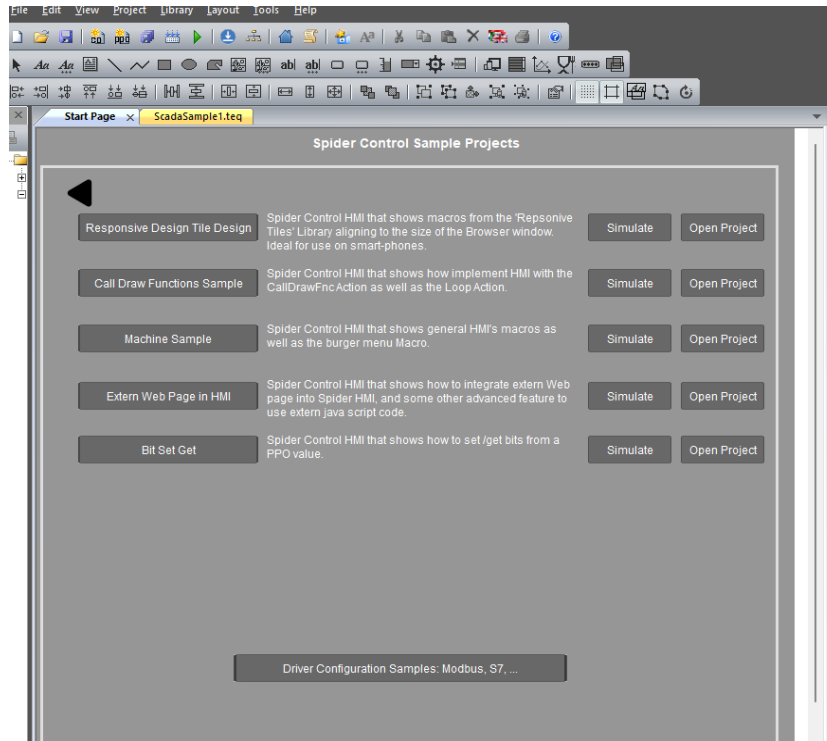 File Edit View Project Library Layout Tools Help
Start Page ScadaSample1.teq
Spider Control Sample Projects
Responsive Design Tile Design
Spider Control HMI that shows macros from the 'Repsonive
Tiles' Library aligning to the size of the Browser window.
Ideal for use on smart-phones.
Simulate
Open Project
Call Draw Functions Sample
Spider Control HMI that shows how implement HMI with the
CallDrawFncAction as well as the LoopAction.
Simulate
Open Project
Machine Sample
Spider Control HMI that shows general HMI's macros as
well as the burger menu Macro.
Simulate
Open Project
Extern Web Page in HMI
Spider Control HMI that shows how to integrate extern Web
page into Spider HMI, and some other advanced feature to
use extern java script code.
Simulate
Open Project
Bit Set Get
Spider Control HMI that shows how to set /get bits from a
PPO value.
Simulate
Open Project
Driver Configuration Samples: Modbus, S7, ...